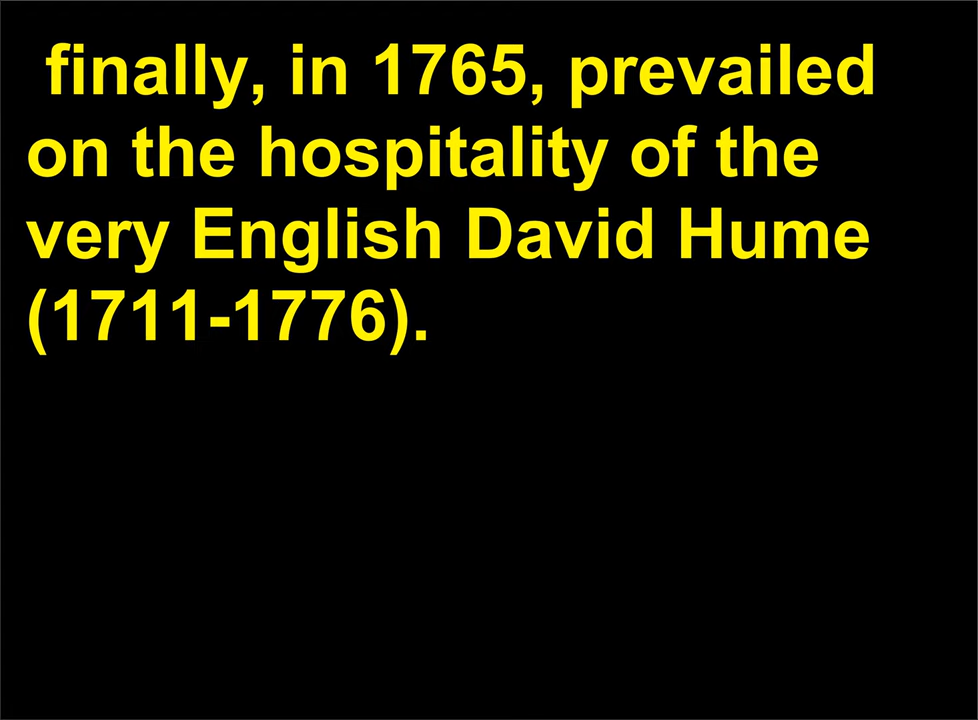 finally, in 1765, prevailed
on the hospitality of the
very English David Hume
(1711-1776).